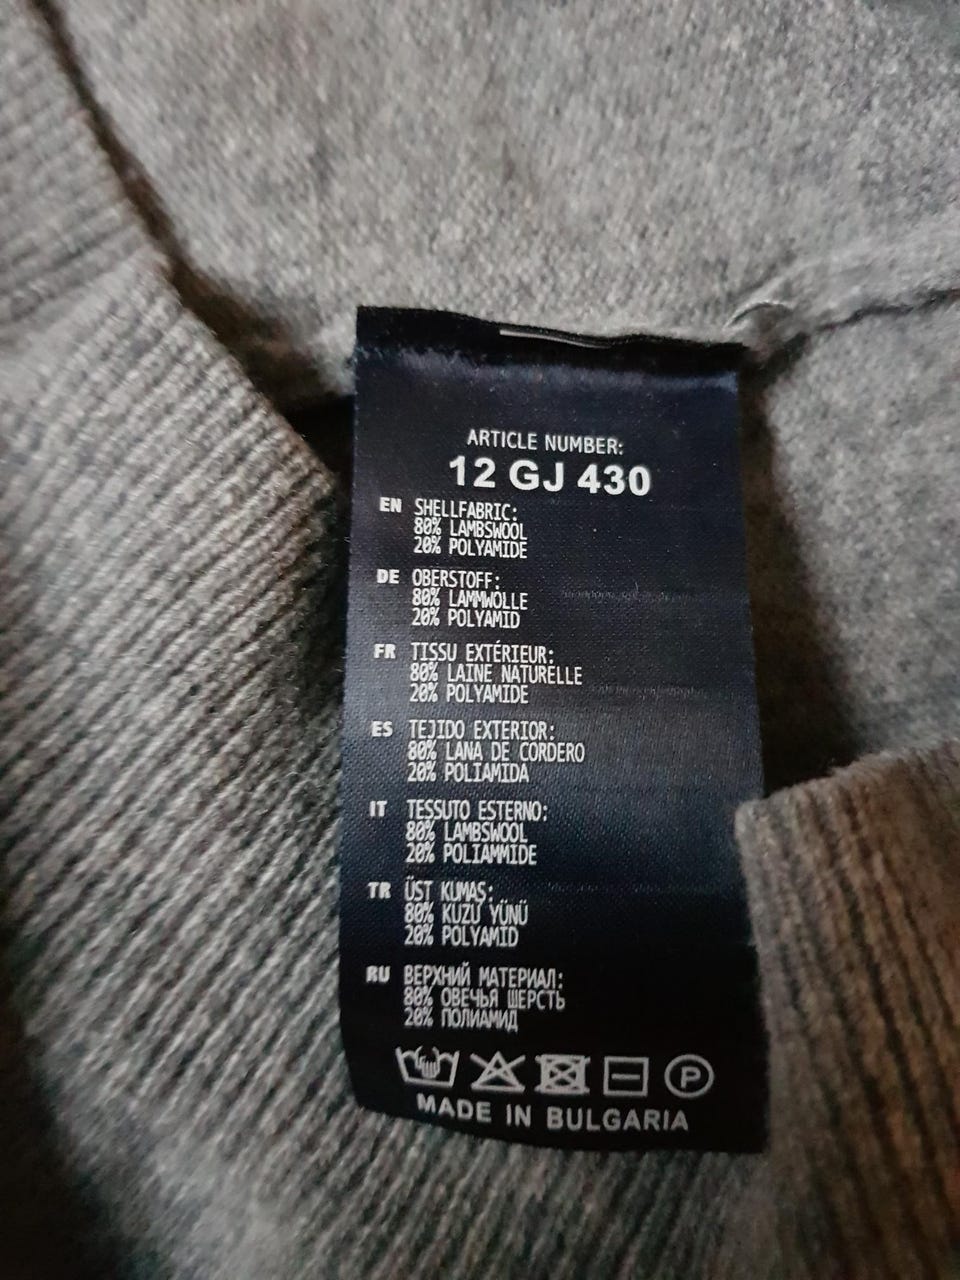 ARTICLE NUMBER:
12 GJ 430
EN SHELLFABRIC:
80% LAMBSWOOL
20% POLYAMIDE
DE OBERSTOFF:
80% LAMMWOLLE
20% POLYAMID
FR TISSU EXTÉRIEUR:
80% LAINE NATURELLE
20% POLYAMIDE
ES TEJIDO EXTERIOR:
80% LANA DE CORDERO
20% POLIAMIDA
IT TESSUTO ESTERNO:
80% LAMBSWOOL
20% POLIAMMIDE
TR ÜST KUMAŞ:
80% KUZU YÜNÜ
20% POLYAMID
RU ВЕРХНИЙ МАТЕРИАЛ:
80% ОВЕЧЬЯ ШЕРСТЬ
20% ПОЛИАМИД
P
MADE IN BULGARIA